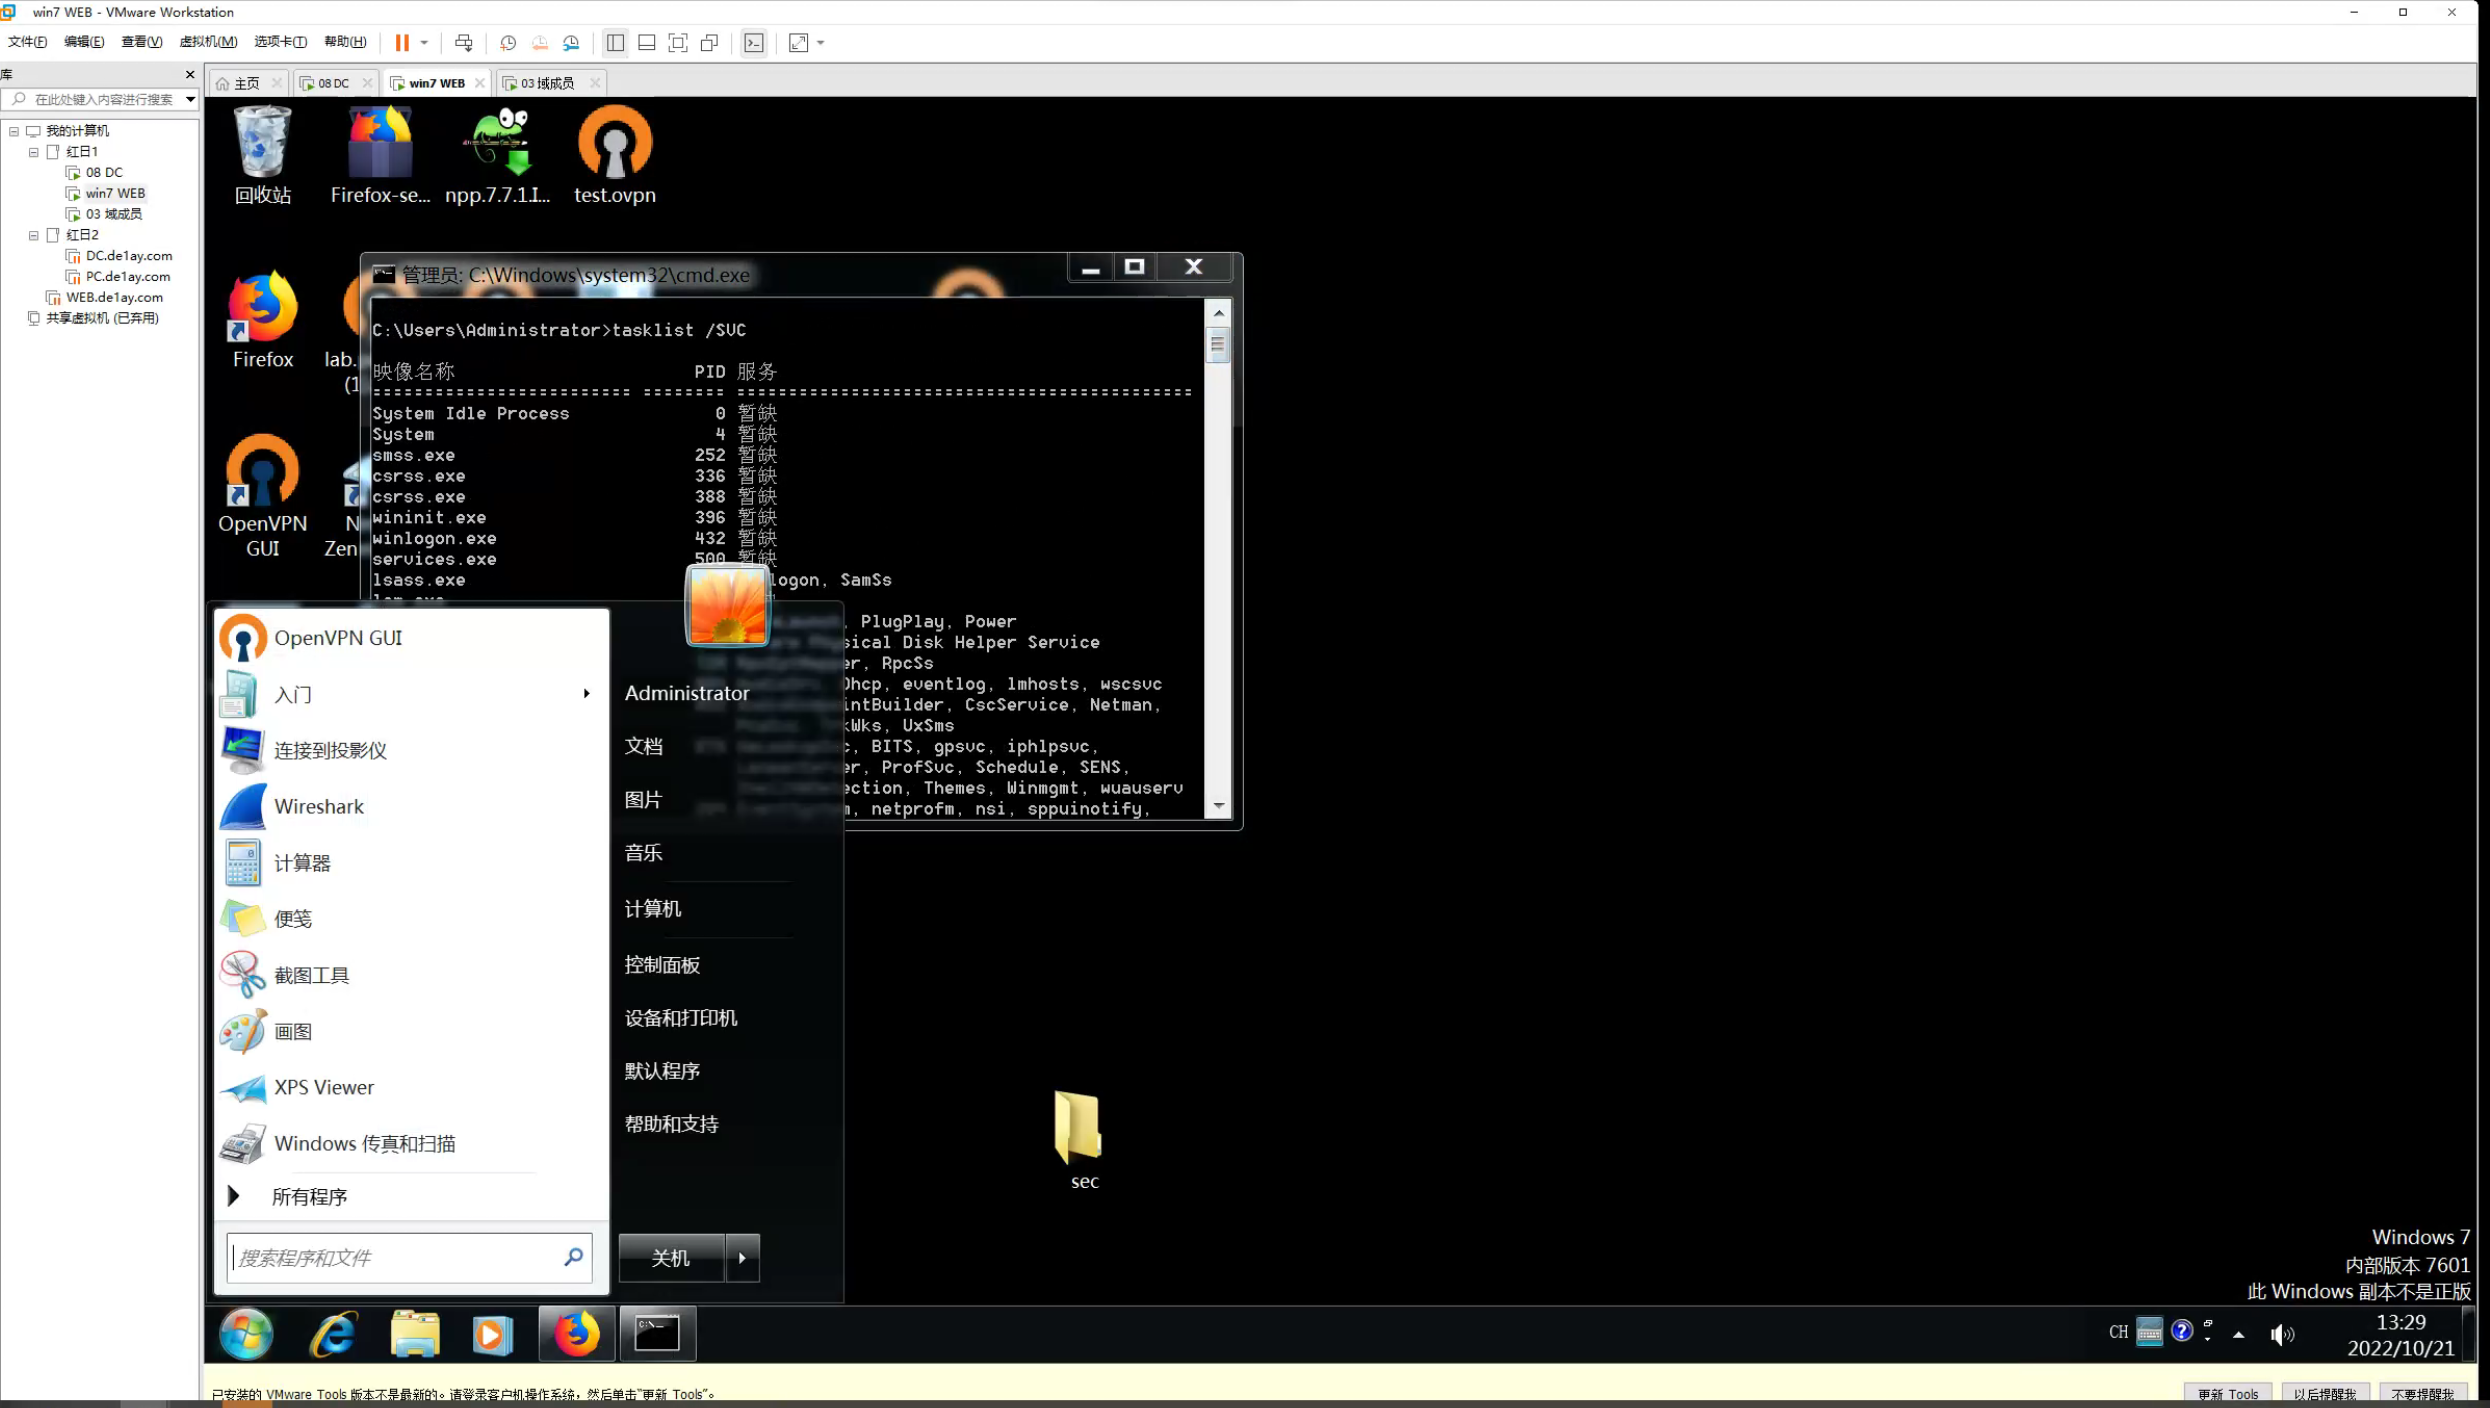 win7 WEB - VMware Workstation
文件(F) 编辑(E) 查看(V) 虚拟机(M) 选项卡(T) 帮助(H)
库
主页
08 DC
win7 WEB
03 域成员
在此处键入内容进行搜索
我的计算机
红日1
08 DC
win7 WEB
03 域成员
红日2
DC.de1ay.com
PC.de1ay.com
WEB.de1ay.com
共享虚拟机 (已弃用)
回收站
Firefox-se...
npp.7.7.1.I...
test.ovpn
Firefox
lab.
(1
OpenVPN
GUI
N
Zen
管理员: C:\Windows\system32\cmd.exe
C:\Users\Administrator>tasklist /SVC
映像名称 PID 服务
========================= ======== ============================================
System Idle Process 0 暂缺
System 4 暂缺
smss.exe 252 暂缺
csrss.exe 336 暂缺
csrss.exe 388 暂缺
wininit.exe 396 暂缺
winlogon.exe 432 暂缺
services.exe 500 暂缺
lsass.exe logon, SamSs
, PlugPlay, Power
sical Disk Helper Service
er, RpcSs
Dhcp, eventlog, lmhosts, wscsvc
ntBuilder, CscService, Netman,
kWks, UxSms
c, BITS, gpsvc, iphlpsvc,
er, ProfSvc, Schedule, SENS,
ection, Themes, Winmgmt, wuauserv
m, netprofm, nsi, sppuinotify,
OpenVPN GUI
入门
连接到投影仪
Wireshark
计算器
便笺
截图工具
画图
XPS Viewer
Windows 传真和扫描
所有程序
搜索程序和文件
Administrator
文档
图片
音乐
计算机
控制面板
设备和打印机
默认程序
帮助和支持
关机
sec
Windows 7
内部版本 7601
此 Windows 副本不是正版
CH
13:29
2022/10/21
已安装的 VMware Tools 版本不是最新的。请登录客户机操作系统，然后单击“更新 Tools”。
更新 Tools
以后提醒我
不要提醒我